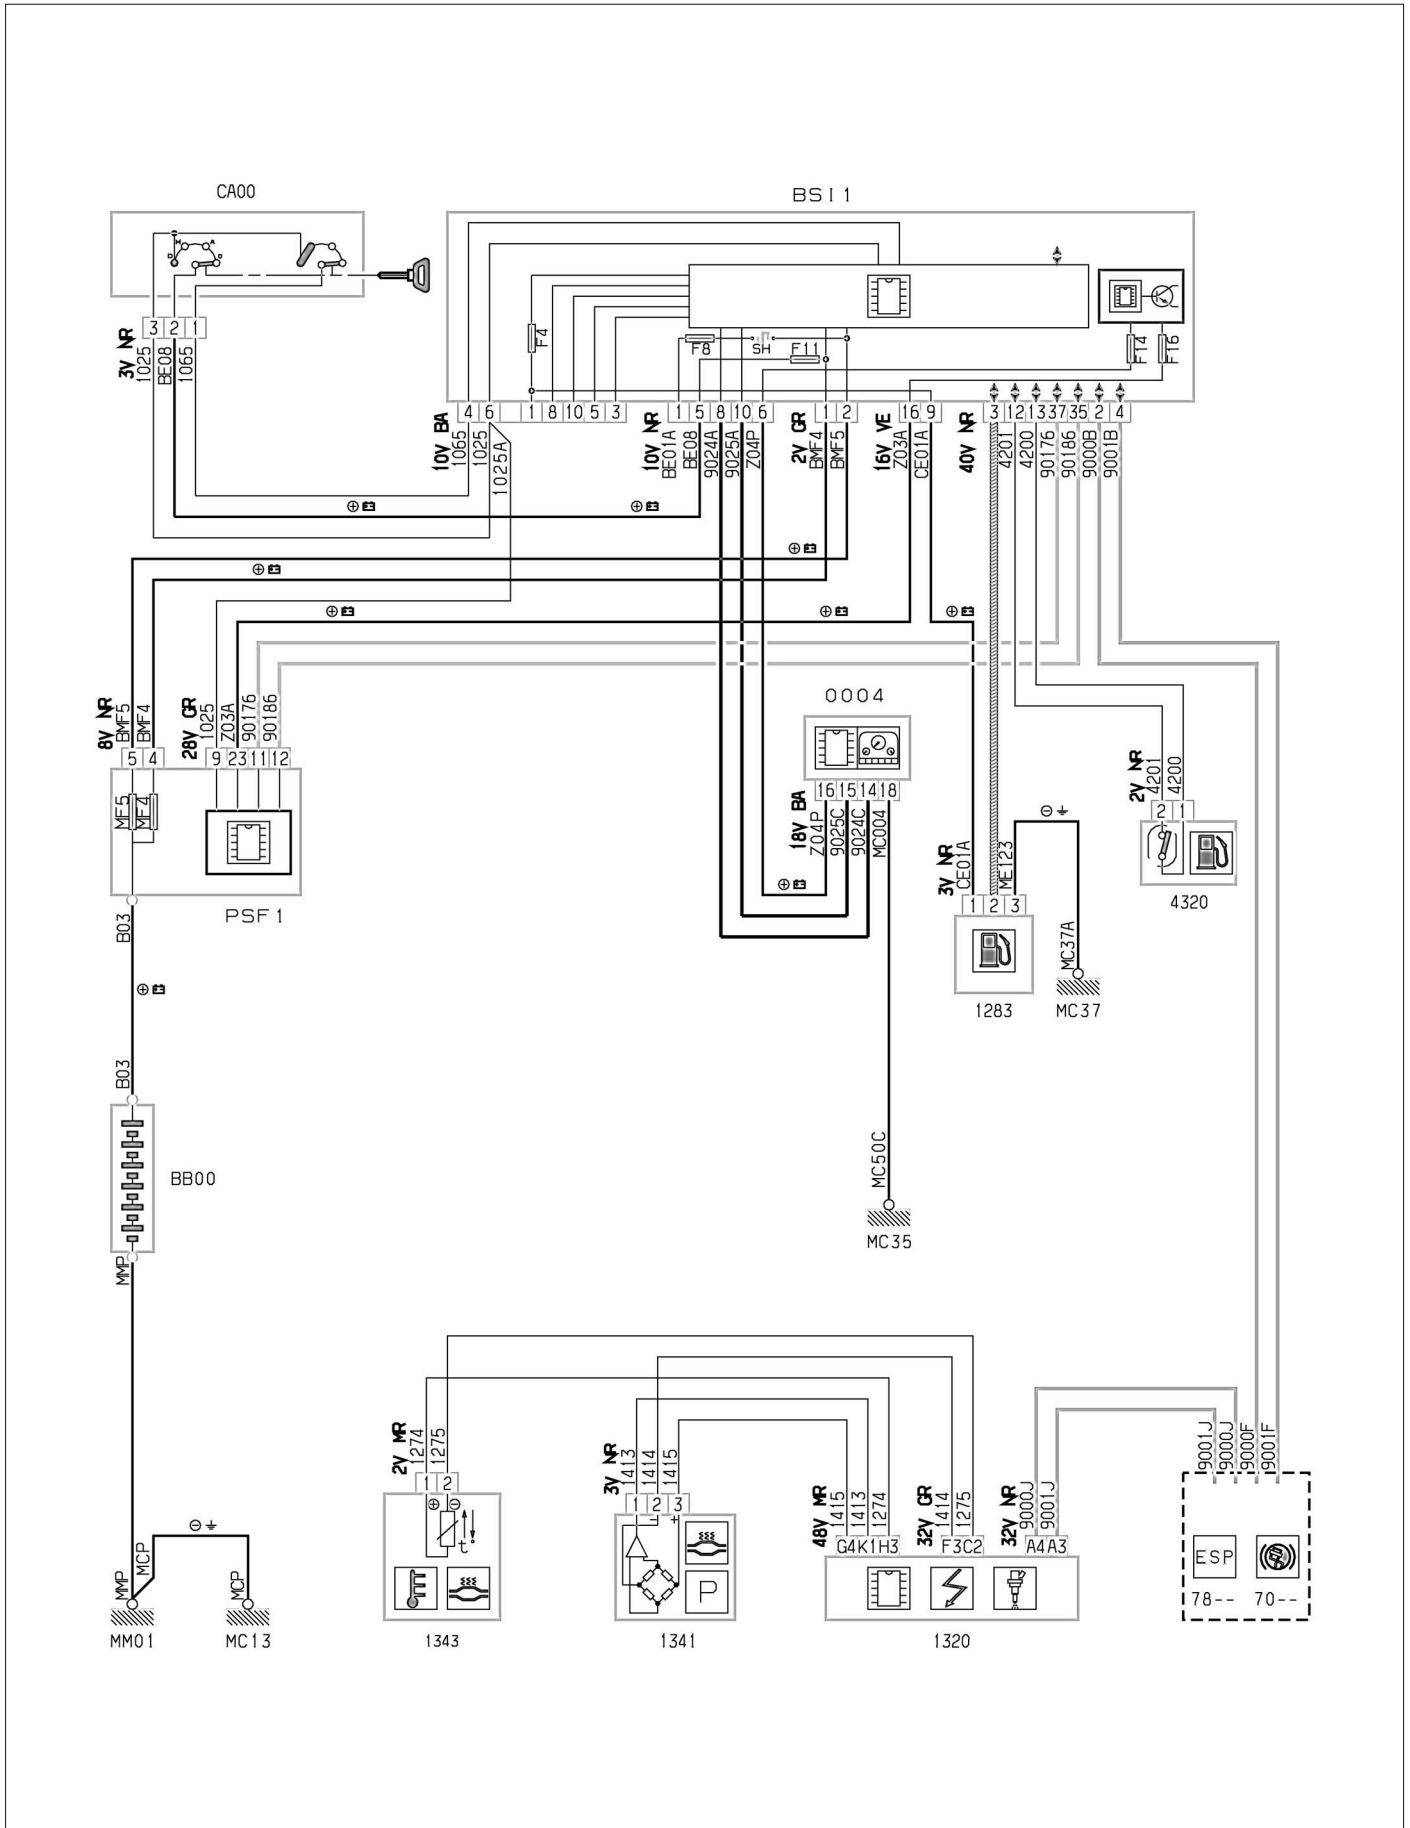 CA00
BSI1
M
A
D
O
F4
F8
SH
F11
F14
F16
3V NR
3 2 1
1025
BE08
1065
10V BA
4 6
1 8 10 5 3
1065
1025
1025A
10V NR
1 5 8 10 6
BE01A
BE08
9024A
9025A
Z04P
2V GR
1 2
BMF4
BMF5
16V VE
16 9
Z03A
CE01A
40V NR
3 12 13 37 35 2 4
4201
4200
90176
90186
9000B
9001B
8V NR
BMF5
BMF4
5 4
28V GR
1025
Z03A
90176
90186
9 23 11 12
MF5
MF4
PSF1
B03
B03
BB00
MMP
MMP
MCP
MCP
MM01
MC13
0004
16 15 14 18
18V BA
Z04P
9025C
9024C
MC004
MC50C
MC35
3V NR
CE01A
ME123
1 2 3
1283
MC37A
MC37
2V NR
4201
4200
2 1
4320
2V MR
1274
1275
1 2
t°
1343
3V NR
1413
1414
1415
1 2 3
- +
P
1341
48V MR
1415
1413
1274
G4 K1 H3
32V GR
1414
1275
F3 C2
32V NR
9000J
9001J
A4 A3
1320
9001J
9000J
9000F
9001F
ESP
78-- 70--